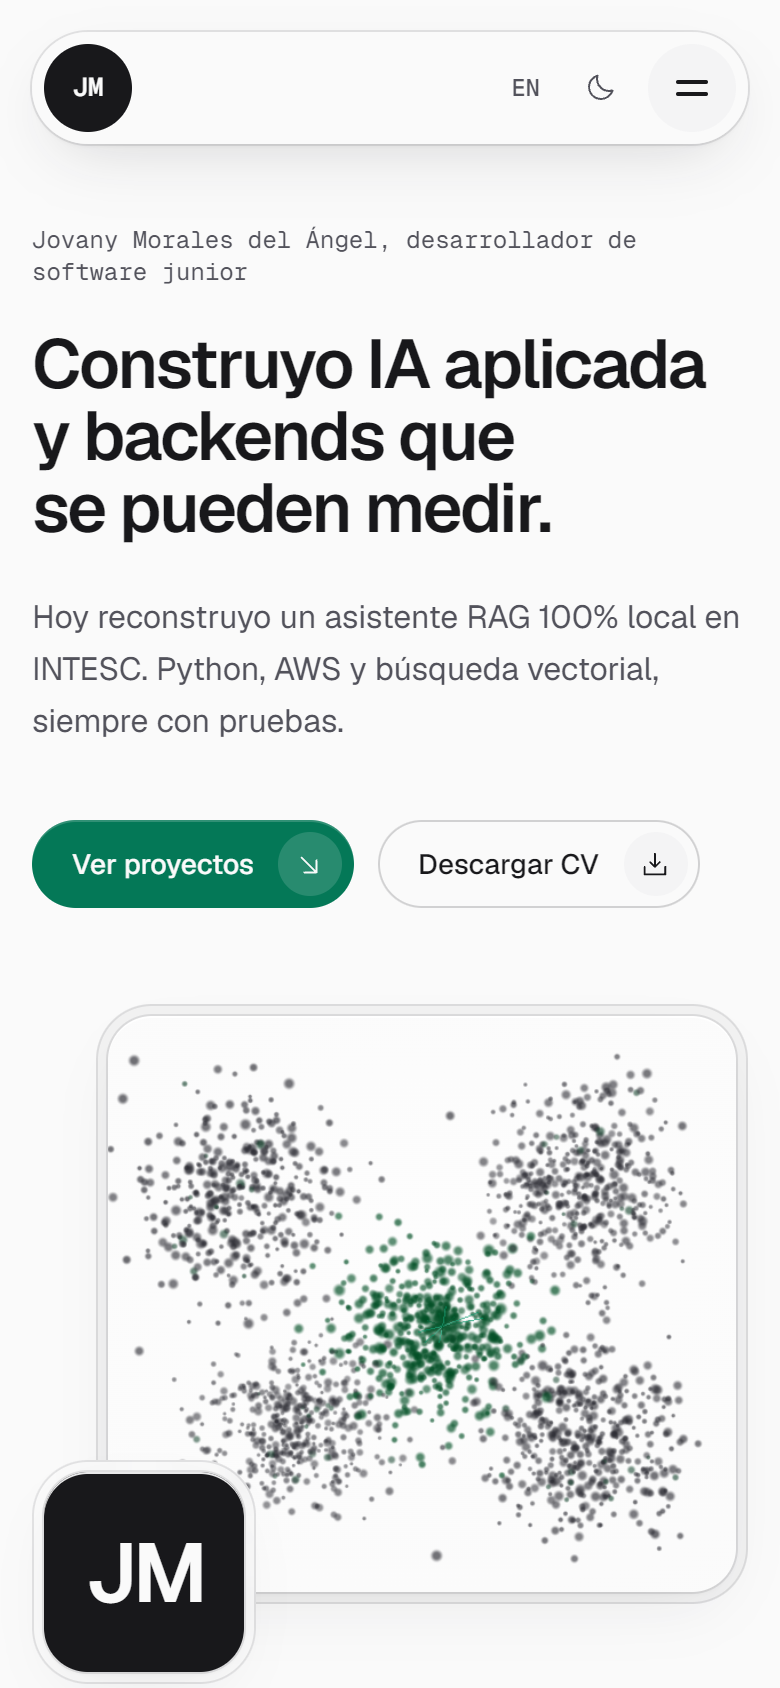 JM
EN
Jovany Morales del Ángel, desarrollador de
software junior
Construyo IA aplicada
y backends que
se pueden medir.
Hoy reconstruyo un asistente RAG 100% local en
INTESC. Python, AWS y búsqueda vectorial,
siempre con pruebas.
Ver proyectos
Descargar CV
JM